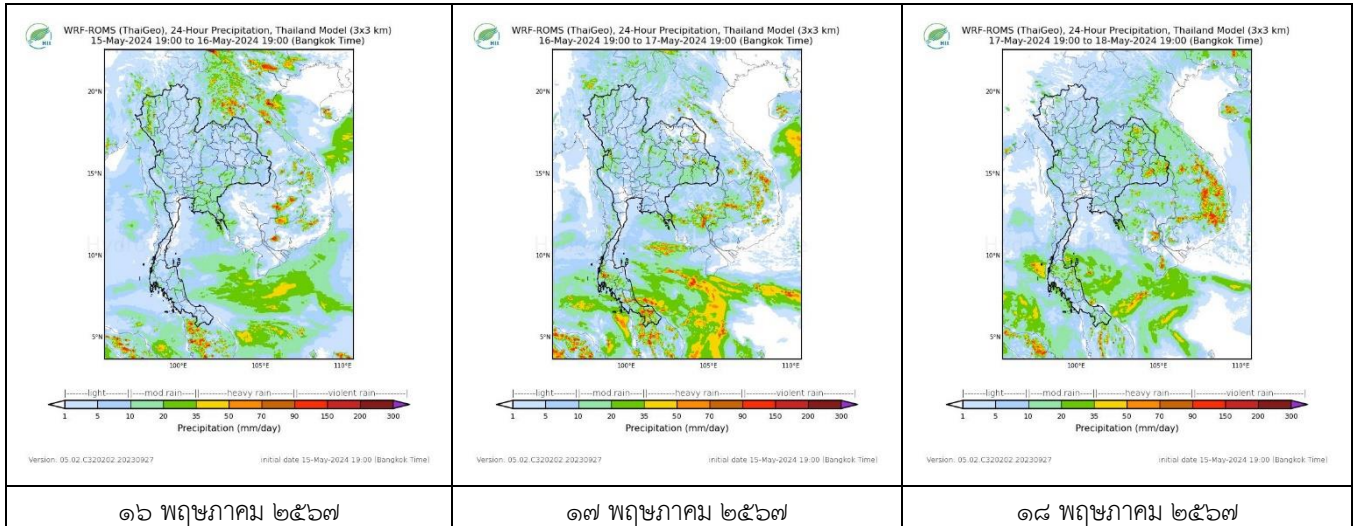 HII
WRF-ROMS (ThaiGeo), 24-Hour Precipitation, Thailand Model (3x3 km)
15-May-2024 19:00 to 16-May-2024 19:00 (Bangkok Time)
20°N
15°N
10°N
5°N
100°E 105°E 110°E
light mod rain heavy rain violent rain
1 5 10 20 35 50 70 90 150 200 300
Precipitation (mm/day)
Version: 05.02.C320202.20230927 initial date 15-May-2024 19:00 (Bangkok Time)
๑๖ พฤษภาคม ๒๕๖๗
HII
WRF-ROMS (ThaiGeo), 24-Hour Precipitation, Thailand Model (3x3 km)
16-May-2024 19:00 to 17-May-2024 19:00 (Bangkok Time)
20°N
15°N
10°N
5°N
100°E 105°E 110°E
light mod rain heavy rain violent rain
1 5 10 20 35 50 70 90 150 200 300
Precipitation (mm/day)
Version: 05.02.C320202.20230927 initial date 15-May-2024 19:00 (Bangkok Time)
๑๗ พฤษภาคม ๒๕๖๗
HII
WRF-ROMS (ThaiGeo), 24-Hour Precipitation, Thailand Model (3x3 km)
17-May-2024 19:00 to 18-May-2024 19:00 (Bangkok Time)
20°N
15°N
10°N
5°N
100°E 105°E 110°E
light mod rain heavy rain violent rain
1 5 10 20 35 50 70 90 150 200 300
Precipitation (mm/day)
Version: 05.02.C320202.20230927 initial date 15-May-2024 19:00 (Bangkok Time)
๑๘ พฤษภาคม ๒๕๖๗